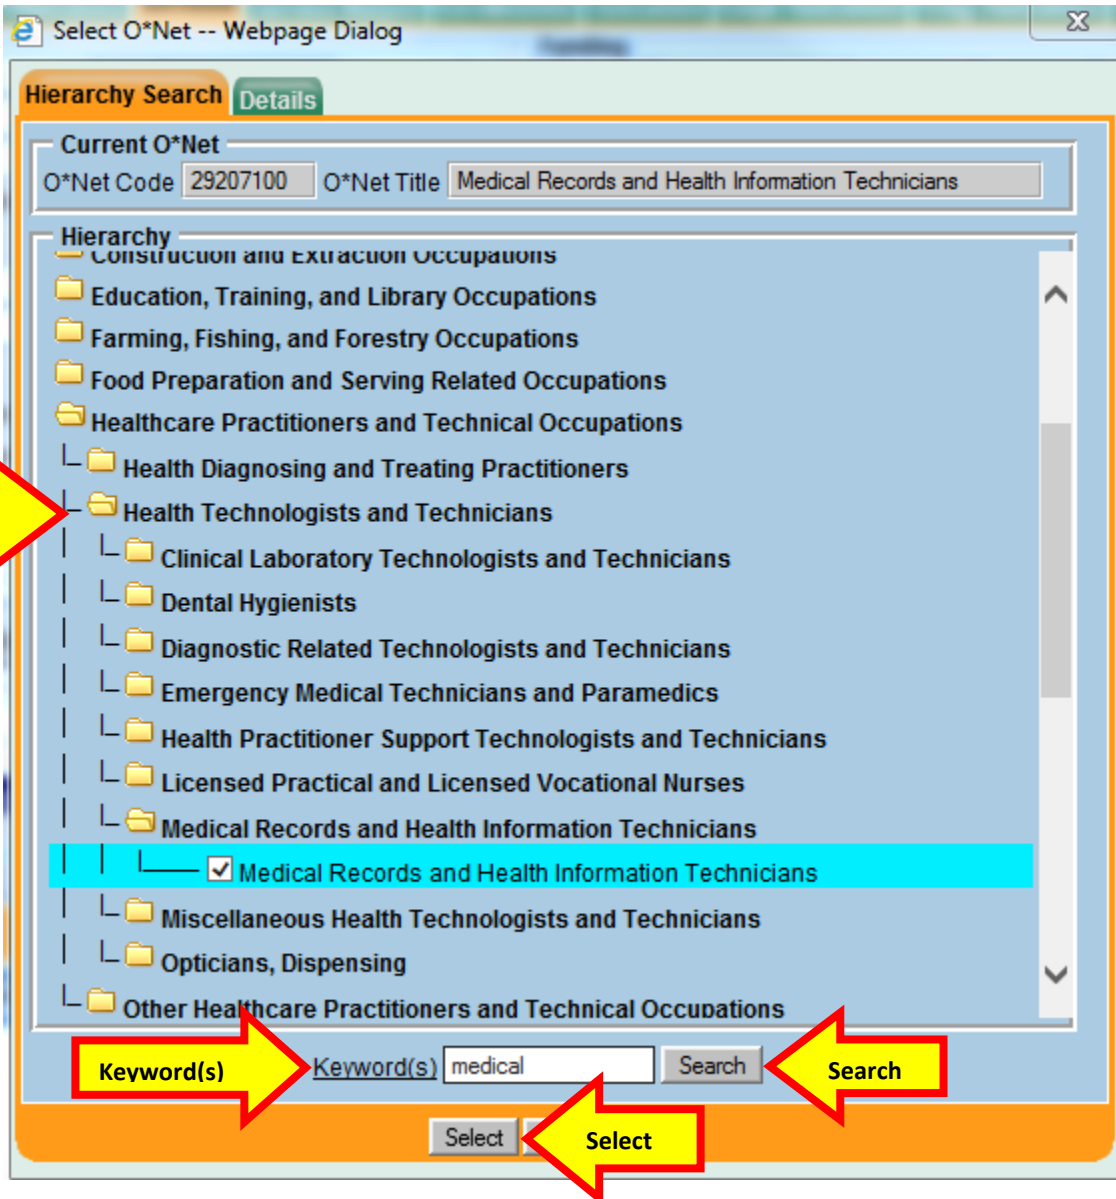 Select O*Net -- Webpage Dialog
Funding
Hierarchy Search Details
Current O*Net
O*Net Code 29207100 O*Net Title Medical Records and Health Information Technicians
Hierarchy
Construction and Extraction Occupations
Education, Training, and Library Occupations
Farming, Fishing, and Forestry Occupations
Food Preparation and Serving Related Occupations
Healthcare Practitioners and Technical Occupations
Health Diagnosing and Treating Practitioners
Health Technologists and Technicians
Clinical Laboratory Technologists and Technicians
Dental Hygienists
Diagnostic Related Technologists and Technicians
Emergency Medical Technicians and Paramedics
Health Practitioner Support Technologists and Technicians
Licensed Practical and Licensed Vocational Nurses
Medical Records and Health Information Technicians
Medical Records and Health Information Technicians
Miscellaneous Health Technologists and Technicians
Opticians, Dispensing
Other Healthcare Practitioners and Technical Occupations
Keyword(s) Keyword(s) medical Search Search
Select Select